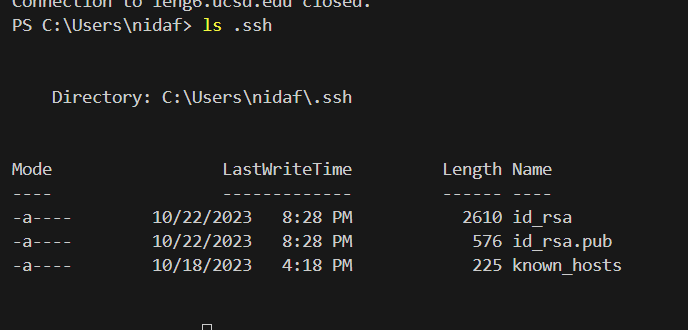 Connection to ieng6.ucsd.edu closed.
PS C:\Users\nidaf> ls .ssh
Directory: C:\Users\nidaf\.ssh
Mode LastWriteTime Length Name
---- ------------- ------ ----
-a---- 10/22/2023 8:28 PM 2610 id_rsa
-a---- 10/22/2023 8:28 PM 576 id_rsa.pub
-a---- 10/18/2023 4:18 PM 225 known_hosts